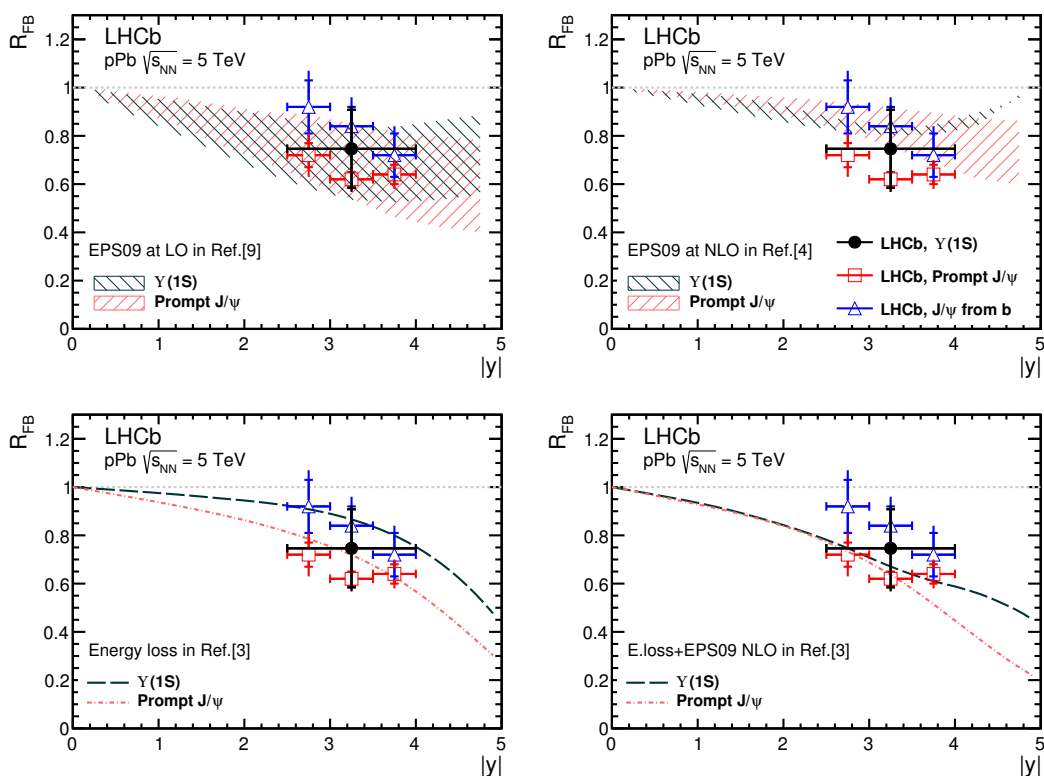 R_FB
LHCb
pPb √s_NN = 5 TeV
EPS09 at LO in Ref.[9]
ϒ(1S)
Prompt J/ψ
0
0.2
0.4
0.6
0.8
1
1.2
0 1 2 3 4 5
|y|
R_FB
LHCb
pPb √s_NN = 5 TeV
EPS09 at NLO in Ref.[4]
ϒ(1S)
Prompt J/ψ
LHCb, ϒ(1S)
LHCb, Prompt J/ψ
LHCb, J/ψ from b
0
0.2
0.4
0.6
0.8
1
1.2
0 1 2 3 4 5
|y|
R_FB
LHCb
pPb √s_NN = 5 TeV
Energy loss in Ref.[3]
ϒ(1S)
Prompt J/ψ
0
0.2
0.4
0.6
0.8
1
1.2
0 1 2 3 4 5
|y|
R_FB
LHCb
pPb √s_NN = 5 TeV
E.loss+EPS09 NLO in Ref.[3]
ϒ(1S)
Prompt J/ψ
0
0.2
0.4
0.6
0.8
1
1.2
0 1 2 3 4 5
|y|